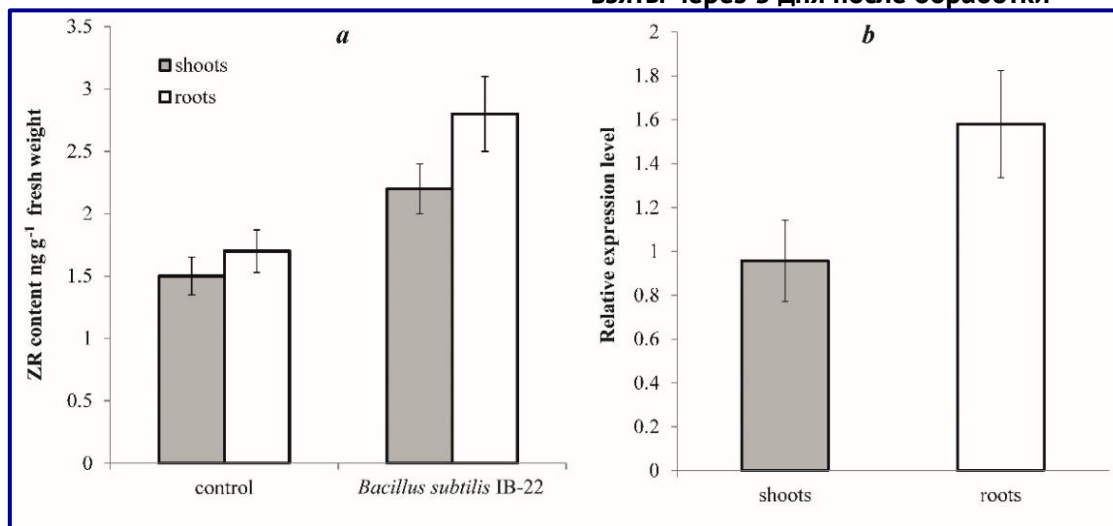 взяты через 3 дня после обработки
a
shoots
roots
ZR content ng g⁻¹ fresh weight
3.5
3
2.5
2
1.5
1
0.5
0
control
Bacillus subtilis IB-22
b
Relative expression level
2
1.8
1.6
1.4
1.2
1
0.8
0.6
0.4
0.2
0
shoots
roots